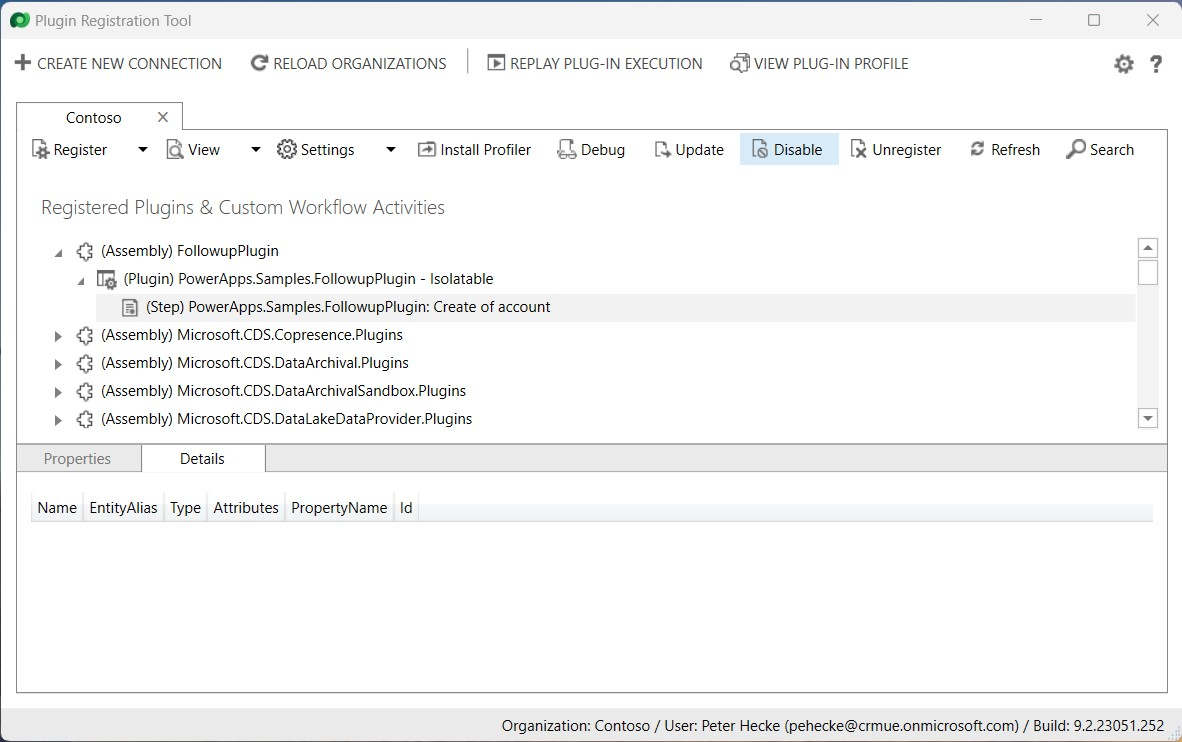 Plugin Registration Tool
CREATE NEW CONNECTION RELOAD ORGANIZATIONS REPLAY PLUG-IN EXECUTION VIEW PLUG-IN PROFILE ?
Contoso
Register View Settings Install Profiler Debug Update Disable Unregister Refresh Search
Registered Plugins & Custom Workflow Activities
(Assembly) FollowupPlugin
(Plugin) PowerApps.Samples.FollowupPlugin - Isolatable
(Step) PowerApps.Samples.FollowupPlugin: Create of account
(Assembly) Microsoft.CDS.Copresence.Plugins
(Assembly) Microsoft.CDS.DataArchival.Plugins
(Assembly) Microsoft.CDS.DataArchivalSandbox.Plugins
(Assembly) Microsoft.CDS.DataLakeDataProvider.Plugins
Properties Details
Name EntityAlias Type Attributes PropertyName Id
Organization: Contoso / User: Peter Hecke (pehecke@crmue.onmicrosoft.com) / Build: 9.2.23051.252